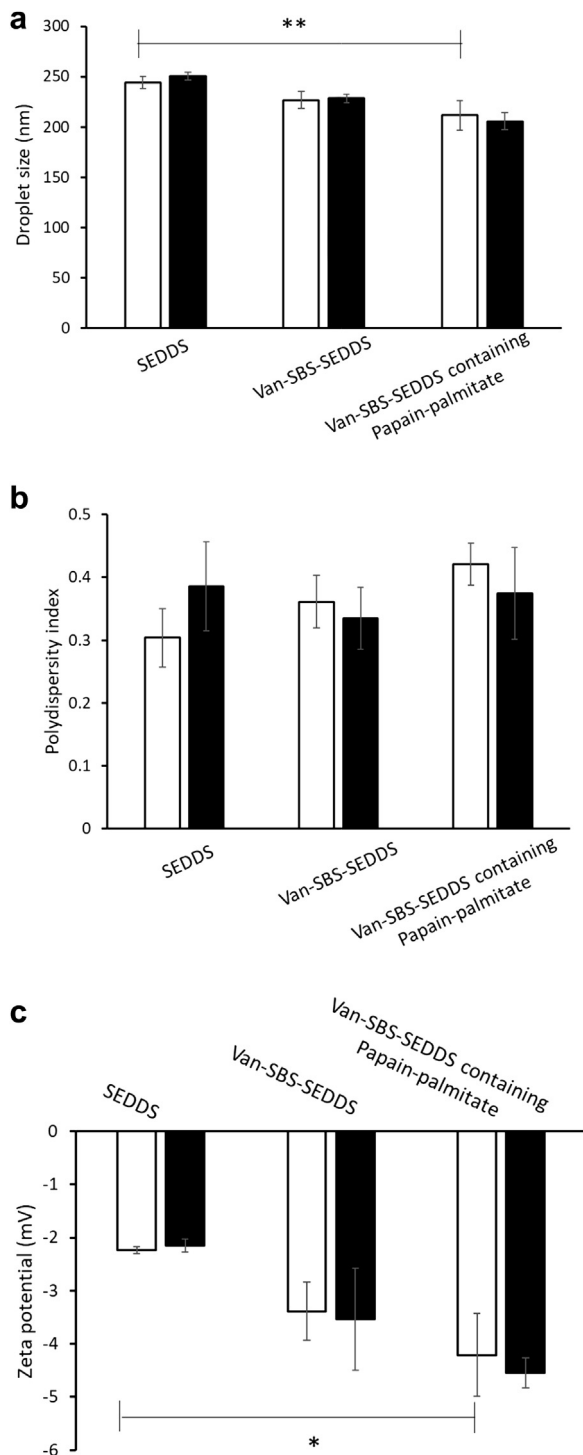 a
**
Droplet size (nm)
300
250
200
150
100
50
0
SEDDS
Van-SBS-SEDDS
Van-SBS-SEDDS containing
Papain-palmitate
b
Polydispersity index
0.5
0.4
0.3
0.2
0.1
0
SEDDS
Van-SBS-SEDDS
Van-SBS-SEDDS containing
Papain-palmitate
c
SEDDS
Van-SBS-SEDDS
Van-SBS-SEDDS containing
Papain-palmitate
Zeta potential (mV)
0
-1
-2
-3
-4
-5
-6
*